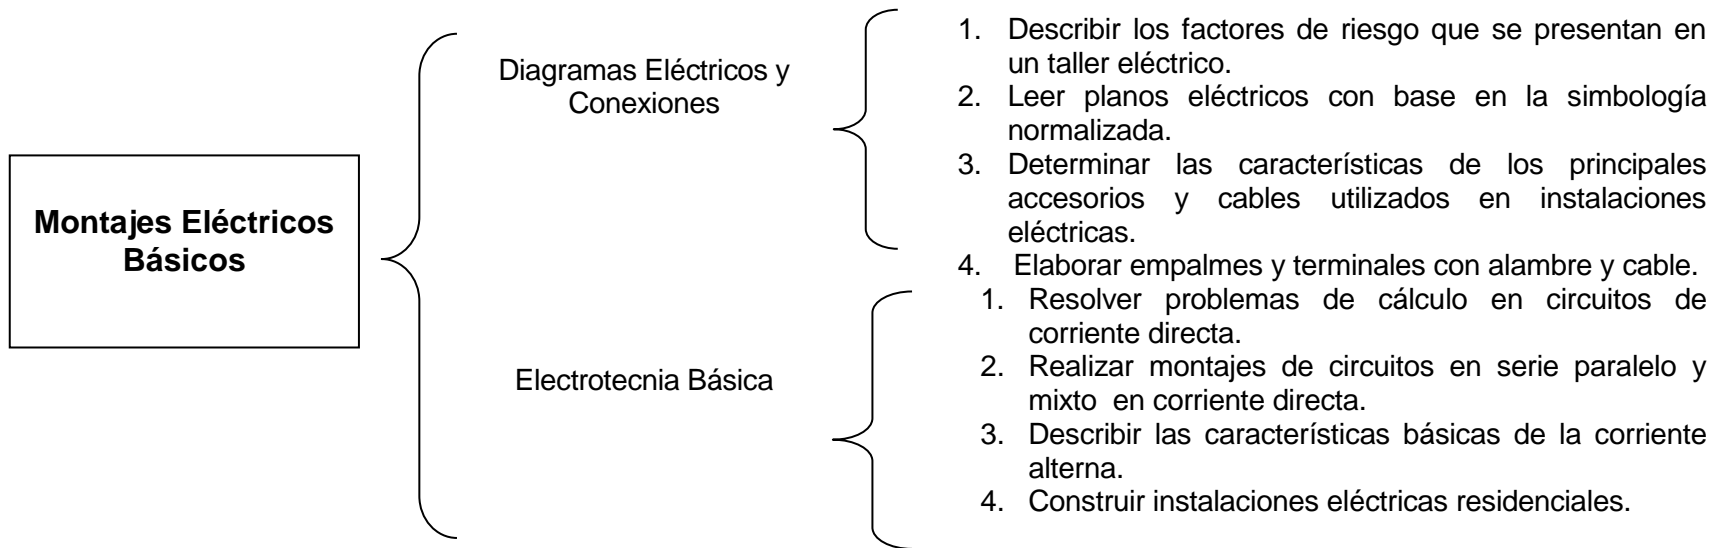 Montajes Eléctricos
Básicos
Diagramas Eléctricos y
Conexiones
1. Describir los factores de riesgo que se presentan en
un taller eléctrico.
2. Leer planos eléctricos con base en la simbología
normalizada.
3. Determinar las características de los principales
accesorios y cables utilizados en instalaciones
eléctricas.
4. Elaborar empalmes y terminales con alambre y cable.
Electrotecnia Básica
1. Resolver problemas de cálculo en circuitos de
corriente directa.
2. Realizar montajes de circuitos en serie paralelo y
mixto en corriente directa.
3. Describir las características básicas de la corriente
alterna.
4. Construir instalaciones eléctricas residenciales.